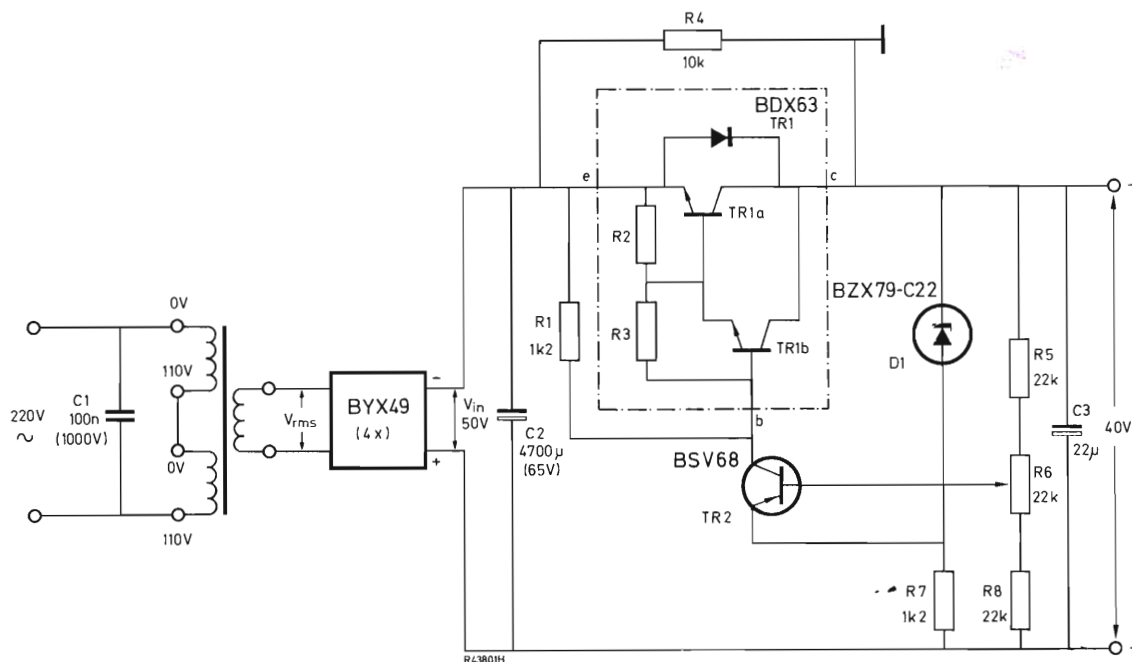 R4
10k
BDX63
TR1
e
c
TR1a
R2
R3
TR1b
b
R1
1k2
BZX79-C22
D1
R5
22k
R6
22k
C3
22µ
40V
0V
110V
0V
110V
220V
~
C1
100n
(1000V)
Vrms
BYX49
(4x)
-
+
Vin
50V
C2
4700µ
(65V)
BSV68
TR2
R7
1k2
R8
22k
R43801H